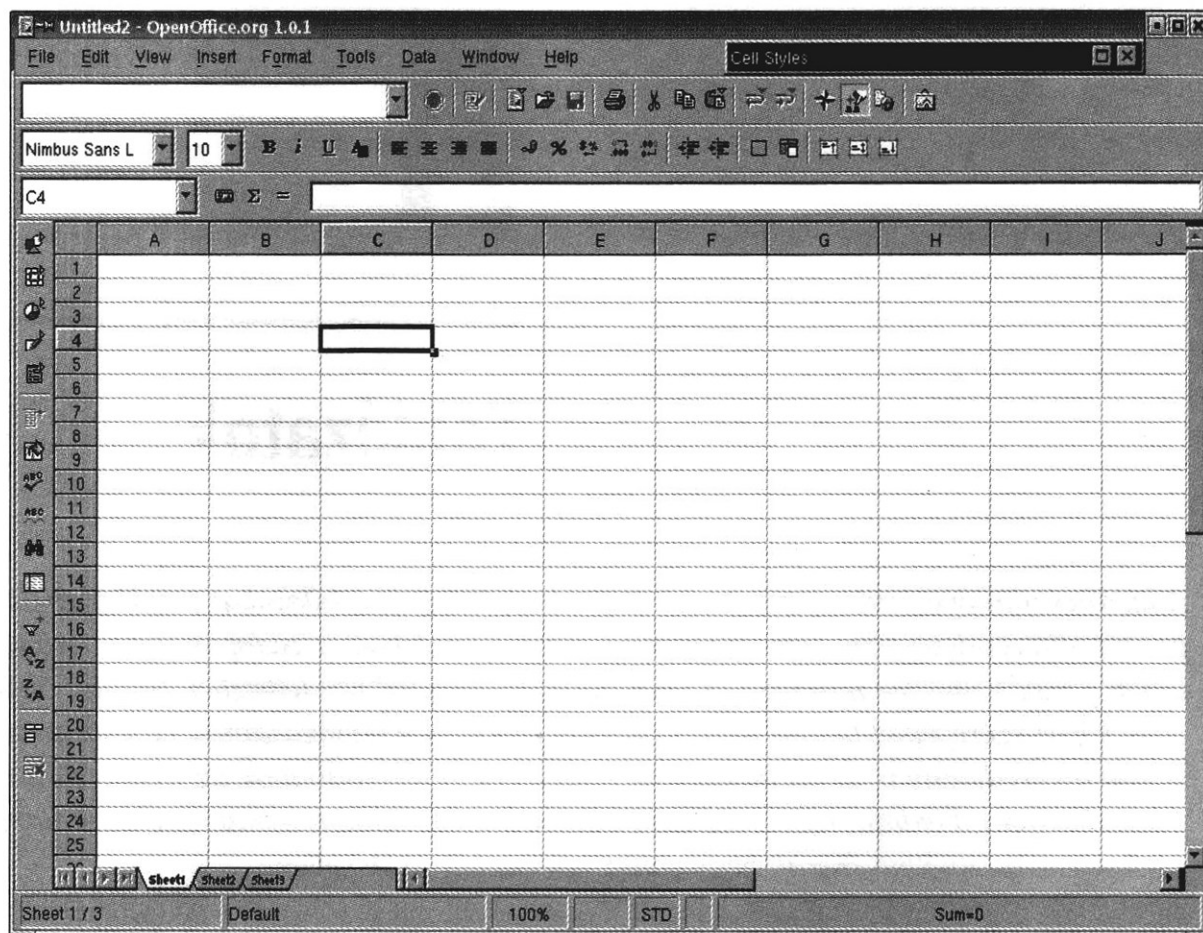 Untitled2 - OpenOffice.org 1.0.1
File Edit View Insert Format Tools Data Window Help
Cell Styles
Nimbus Sans L 10 B i U A
C4 Σ =
A B C D E F G H I J
1
2
3
4
5
6
7
8
9
10
11
12
13
14
15
16
17
18
19
20
21
22
23
24
25
ABC
ABC
A Z
Z A
Sheet1 Sheet2 Sheet3
Sheet 1 / 3 Default 100% STD Sum=0